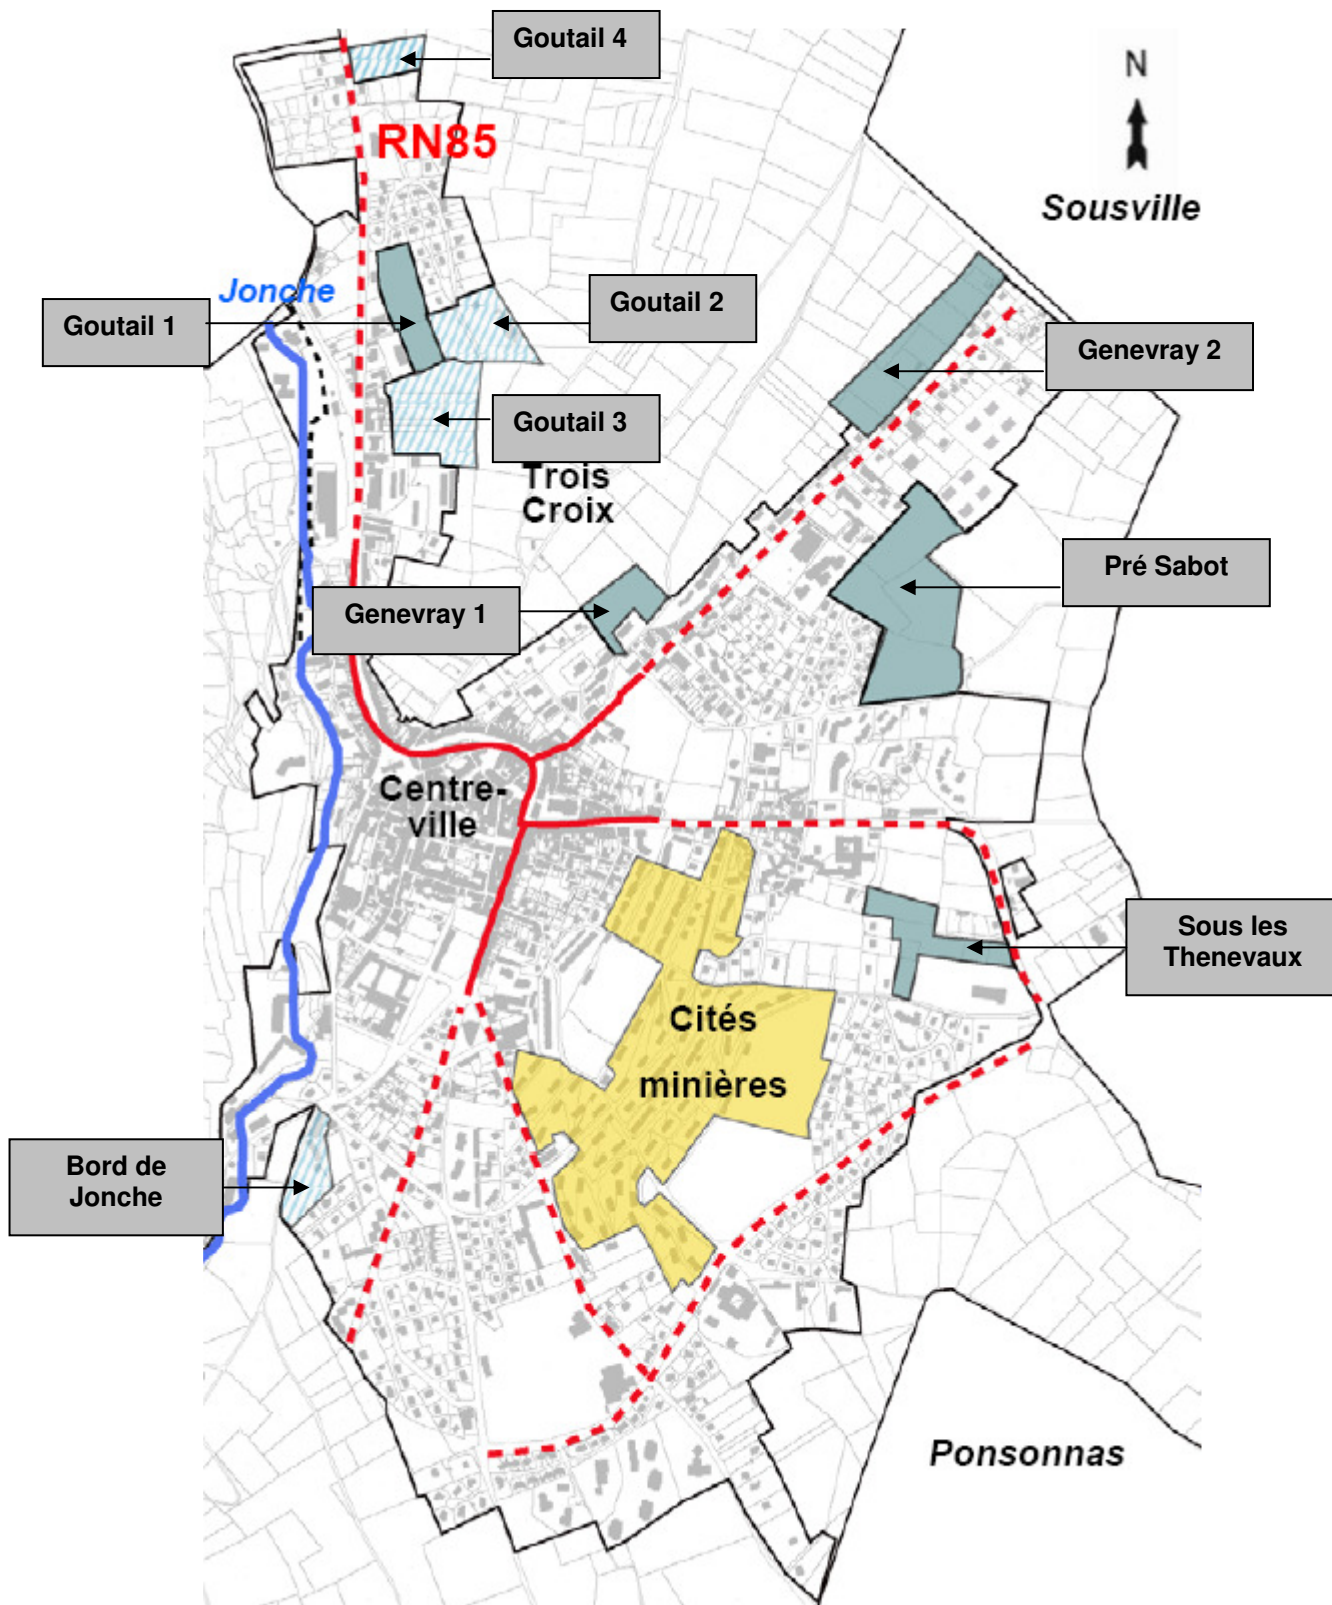 Goutail 4
N
RN85
Sousville
Jonche
Goutail 1
Goutail 2
Genevray 2
Goutail 3
Trois
Croix
Pré Sabot
Genevray 1
Centre-
ville
Sous les
Thenevaux
Cités
minières
Bord de
Jonche
Ponsonnas